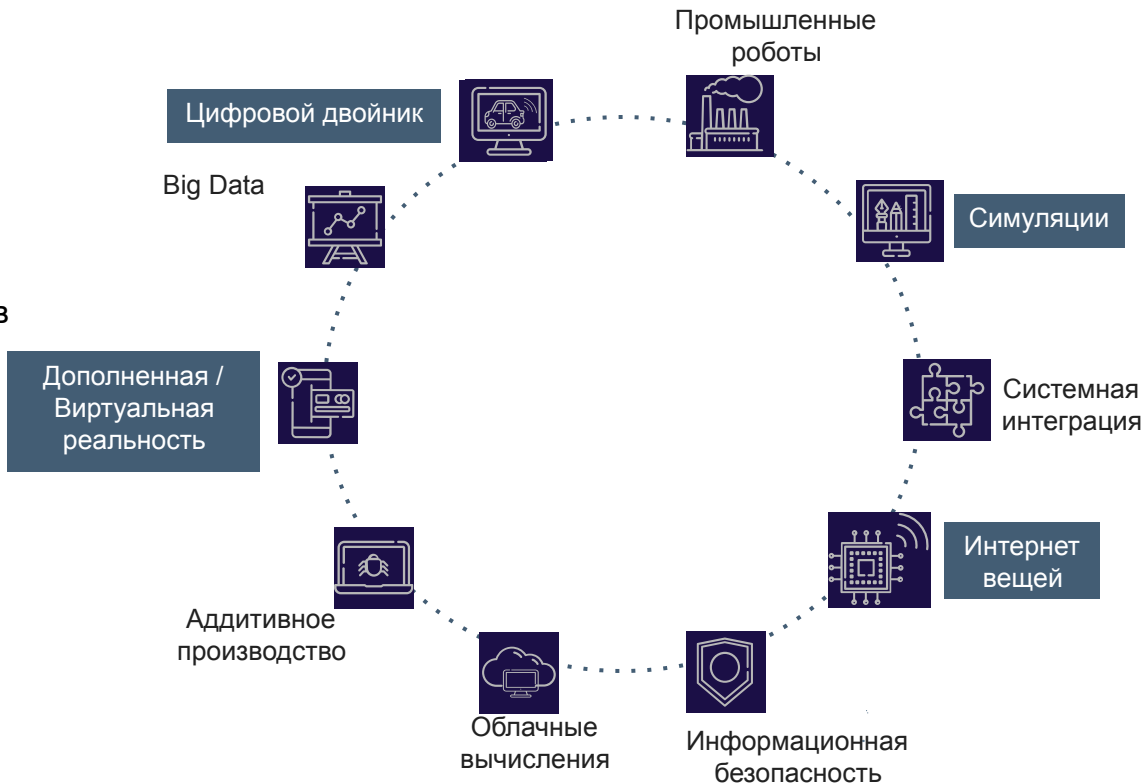 Промышленные
роботы
Цифровой двойник
Big Data
Симуляции
в
Дополненная /
Виртуальная
реальность
Системная
интеграция
Интернет
вещей
Аддитивное
производство
Облачные
вычисления
Информационная
безопасность